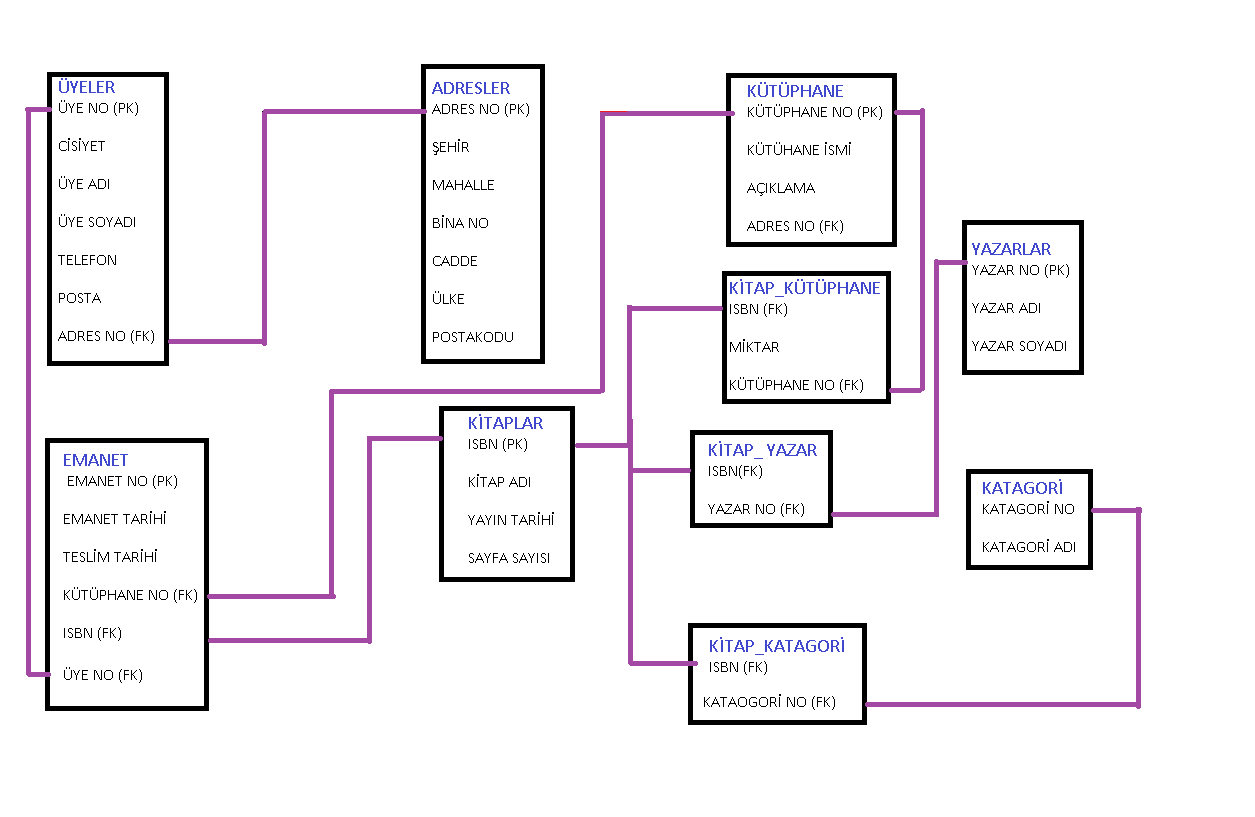 ÜYELER
ÜYE NO (PK)
CİSİYET
ÜYE ADI
ÜYE SOYADI
TELEFON
POSTA
ADRES NO (FK)
ADRESLER
ADRES NO (PK)
ŞEHİR
MAHALLE
BİNA NO
CADDE
ÜLKE
POSTAKODU
KÜTÜPHANE
KÜTÜPHANE NO (PK)
KÜTÜHANE İSMİ
AÇIKLAMA
ADRES NO (FK)
YAZARLAR
YAZAR NO (PK)
YAZAR ADI
YAZAR SOYADI
KİTAP_KÜTÜPHANE
ISBN (FK)
MİKTAR
KÜTÜPHANE NO (FK)
EMANET
EMANET NO (PK)
EMANET TARİHİ
TESLİM TARİHİ
KÜTÜPHANE NO (FK)
ISBN (FK)
ÜYE NO (FK)
KİTAPLAR
ISBN (PK)
KİTAP ADI
YAYIN TARİHİ
SAYFA SAYISI
KİTAP_ YAZAR
ISBN(FK)
YAZAR NO (FK)
KATAGORİ
KATAGORİ NO
KATAGORİ ADI
KİTAP_KATAGORİ
ISBN (FK)
KATAOGORİ NO (FK)